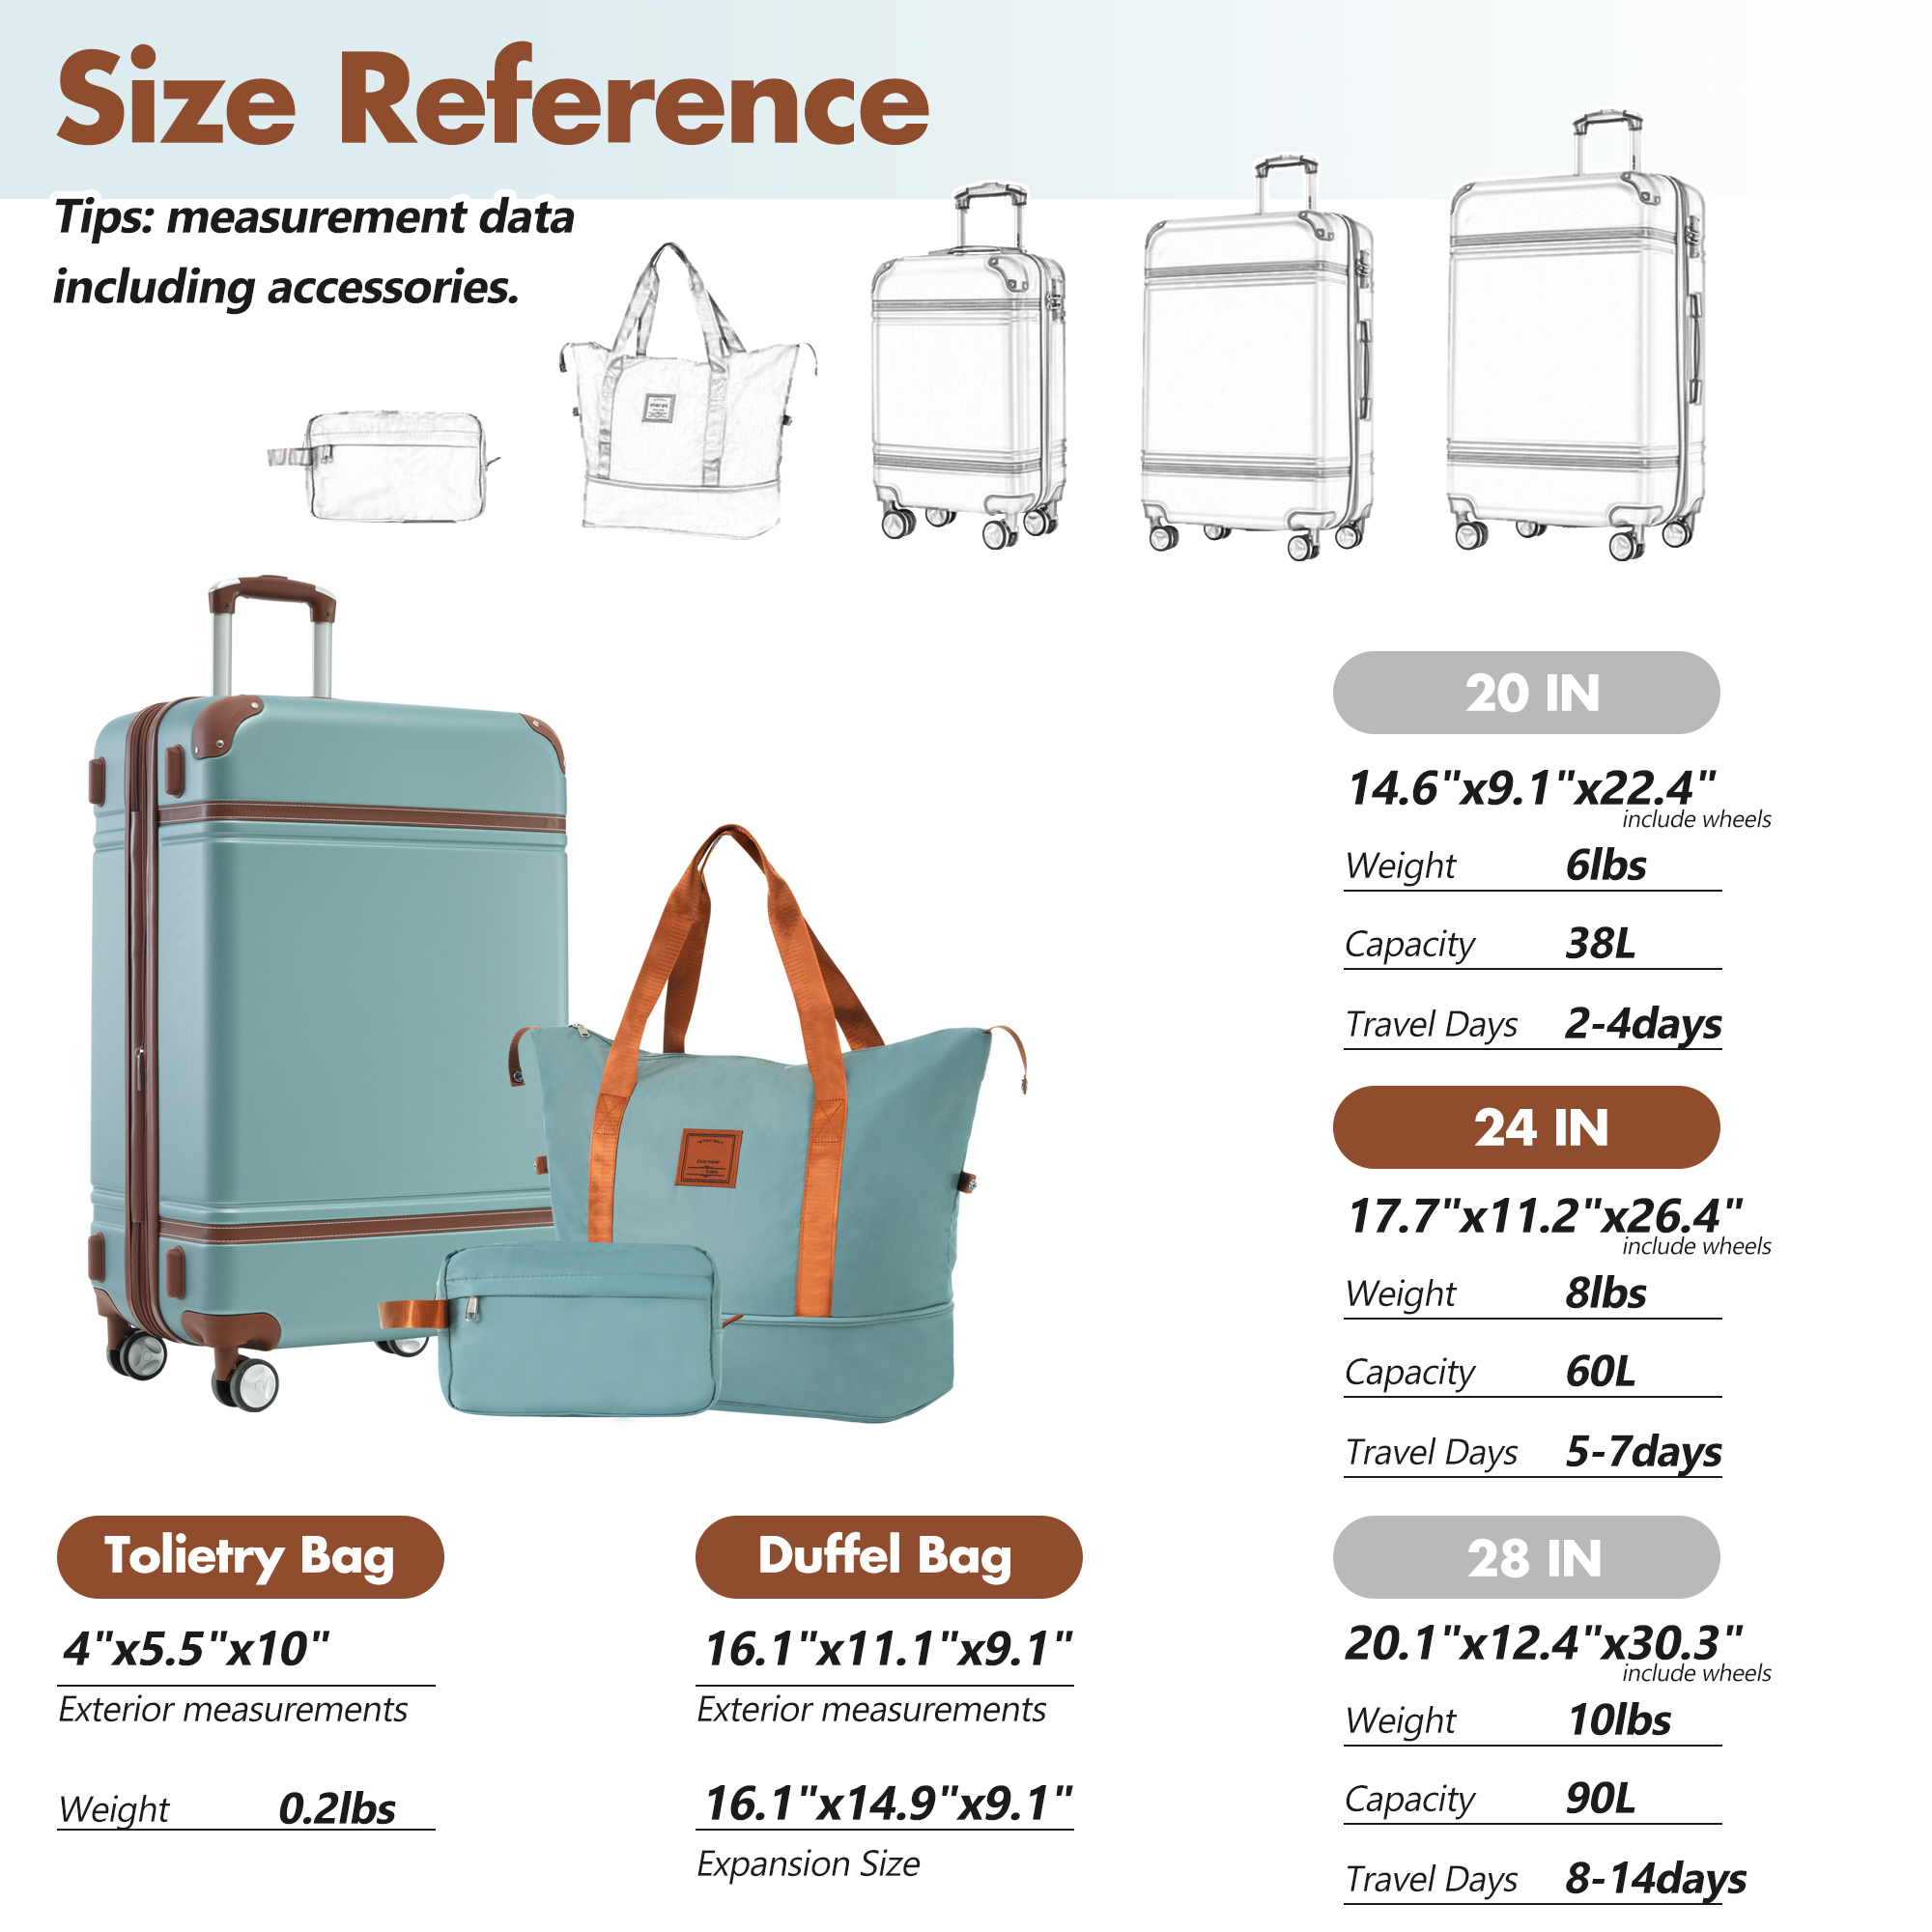 Size Reference
Tips: measurement data
including accessories.
20 IN
14.6"x9.1"x22.4"
include wheels
Weight 6lbs
Capacity 38L
Travel Days 2-4days
24 IN
17.7"x11.2"x26.4"
include wheels
Weight 8lbs
Capacity 60L
Travel Days 5-7days
Tolietry Bag
4"x5.5"x10"
Exterior measurements
Weight 0.2lbs
Duffel Bag
16.1"x11.1"x9.1"
Exterior measurements
16.1"x14.9"x9.1"
Expansion Size
28 IN
20.1"x12.4"x30.3"
include wheels
Weight 10lbs
Capacity 90L
Travel Days 8-14days